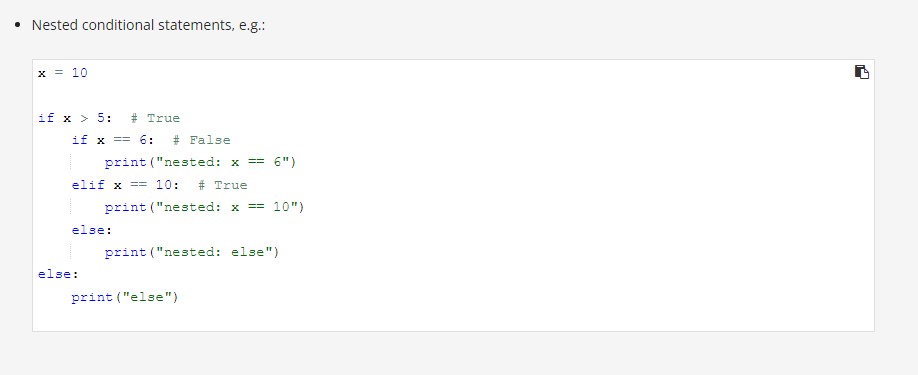 • Nested conditional statements, e.g.:
x = 10
if x > 5:  # True
    if x == 6:  # False
        print("nested: x == 6")
    elif x == 10:  # True
        print("nested: x == 10")
    else:
        print("nested: else")
else:
    print("else")